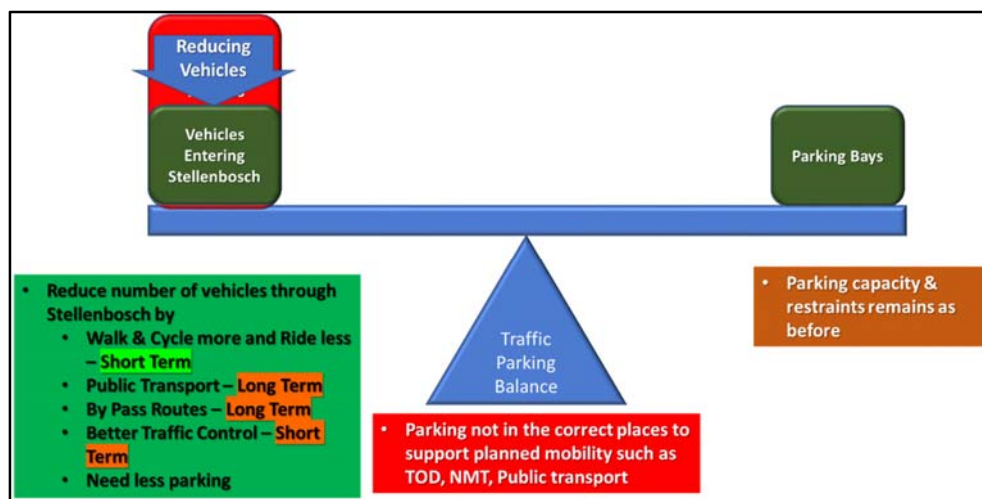 Reducing
Vehicles
Vehicles
Entering
Stellenbosch
Parking Bays
• Reduce number of vehicles through
Stellenbosch by
• Walk & Cycle more and Ride less
– Short Term
• Public Transport – Long Term
• By Pass Routes – Long Term
• Better Traffic Control – Short
Term
• Need less parking
Traffic
Parking
Balance
• Parking not in the correct places to
support planned mobility such as
TOD, NMT, Public transport
• Parking capacity &
restraints remains as
before